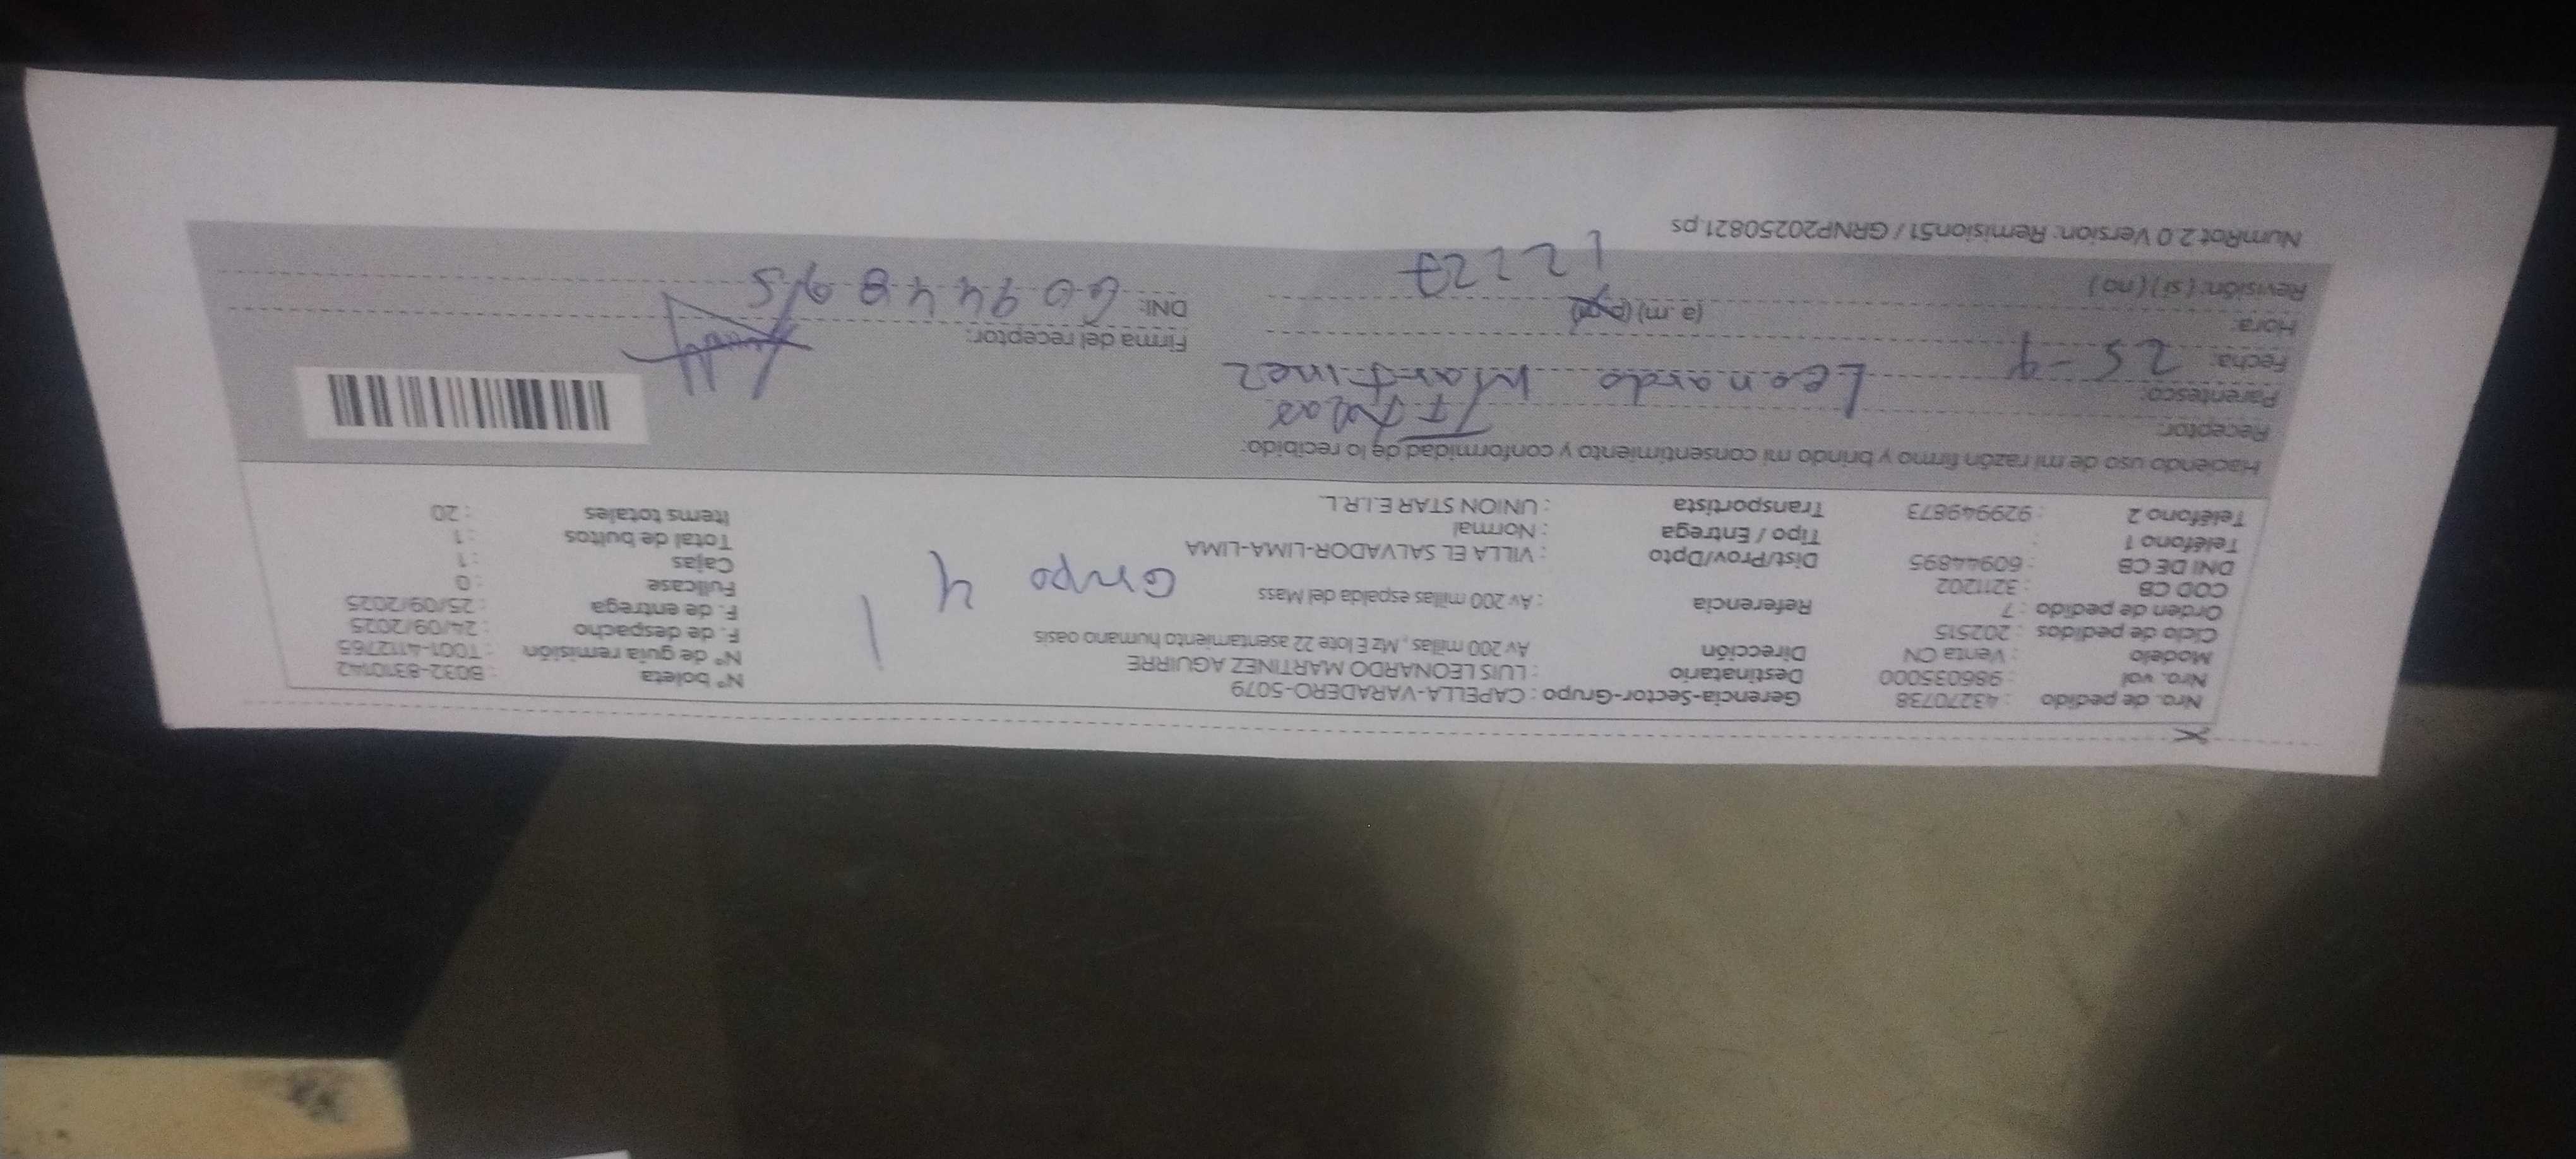 Nro. de pedido : 43270738
Nro. vol : 986035000
Modelo : Venta CN
Ciclo de pedidos : 202515
Orden de pedido : 7
COD CB : 3211202
DNI DE CB : 60944895
Teléfono 1 :
Teléfono 2 : 929949873
Gerencia-Sector-Grupo : CAPELLA-VARADERO-5079
Destinatario : LUIS LEONARDO MARTINEZ AGUIRRE
Dirección Av 200 millas , Mz E lote 22 asentamiento humano oasis
Referencia : Av 200 millas espalda del Mass
Dist/Prov/Dpto : VILLA EL SALVADOR-LIMA-LIMA
Tipo / Entrega : Normal
Transportista : UNION STAR E.I.R.L.
4
1
N° boleta : B032-8310142
N° de guía remisión : T001-4112765
F. de despacho : 24/09/2025
F. de entrega : 25/09/2025
Fullcase : 0
Cajas : 1
Total de bultos : 1
Items totales : 20
Haciendo uso de mi razón firmo y brindo mi consentimiento y conformidad de lo recibido:
Receptor:
Parentesco: Leonardo Martinez
Fecha: 25-9
Hora: (a. m)
Revisión: ( si ) ( no )
Firma del receptor:
DNI: 60944895
NumRot 2.0 Version: Remision51 / GRNP20250821.ps